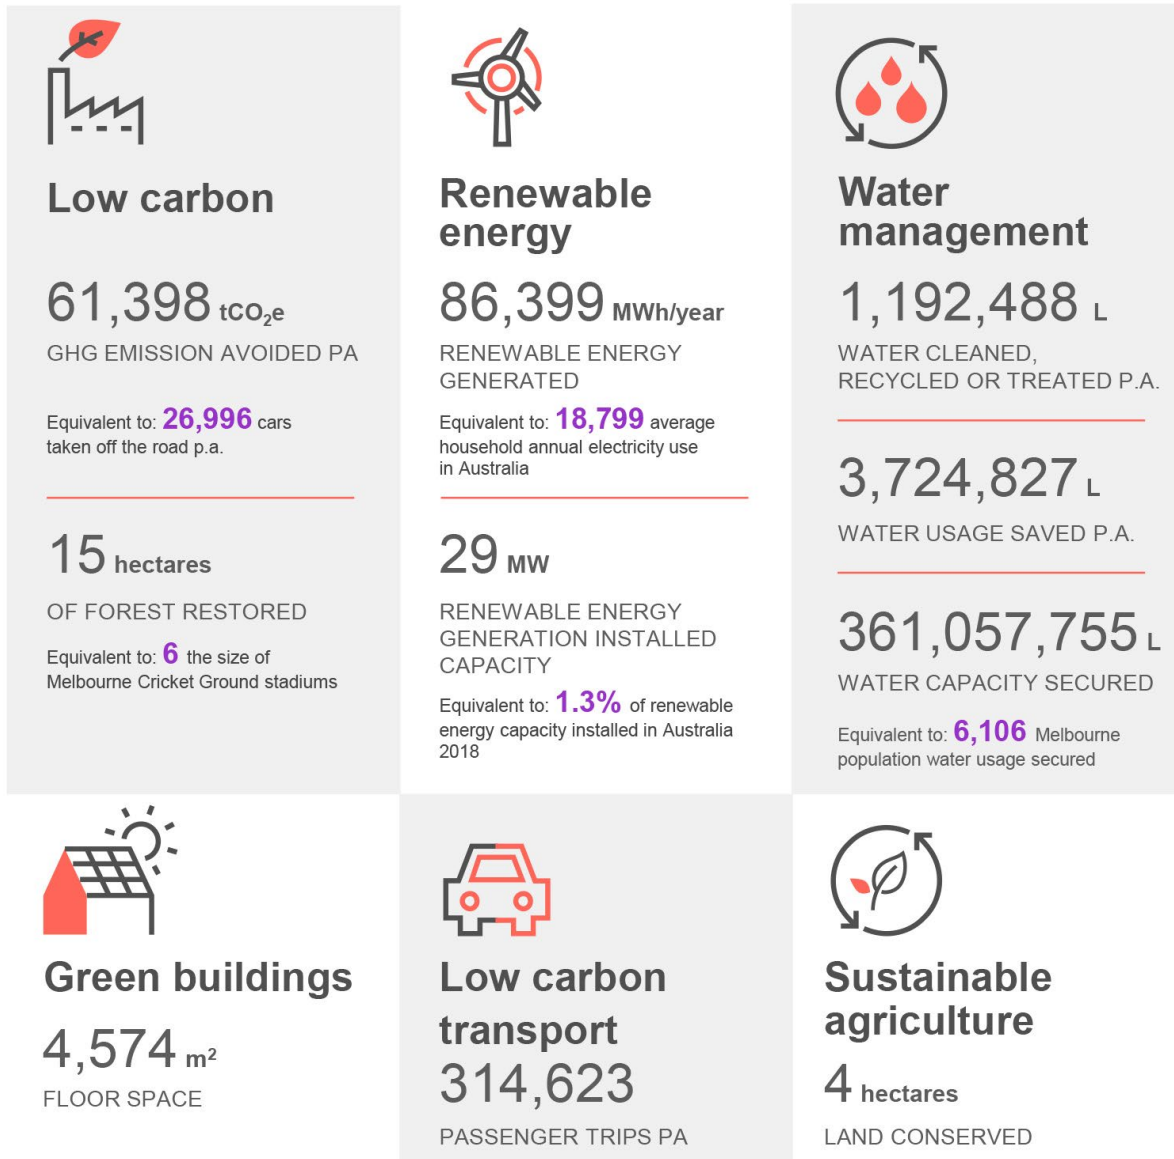 Low carbon
61,398 tCO₂e
GHG EMISSION AVOIDED PA
Equivalent to: 26,996 cars
taken off the road p.a.
15 hectares
OF FOREST RESTORED
Equivalent to: 6 the size of
Melbourne Cricket Ground stadiums
Renewable
energy
86,399 MWh/year
RENEWABLE ENERGY
GENERATED
Equivalent to: 18,799 average
household annual electricity use
in Australia
29 MW
RENEWABLE ENERGY
GENERATION INSTALLED
CAPACITY
Equivalent to: 1.3% of renewable
energy capacity installed in Australia
2018
Water
management
1,192,488 L
WATER CLEANED,
RECYCLED OR TREATED P.A.
3,724,827 L
WATER USAGE SAVED P.A.
361,057,755 L
WATER CAPACITY SECURED
Equivalent to: 6,106 Melbourne
population water usage secured
Green buildings
4,574 m²
FLOOR SPACE
Low carbon
transport
314,623
PASSENGER TRIPS PA
Sustainable
agriculture
4 hectares
LAND CONSERVED